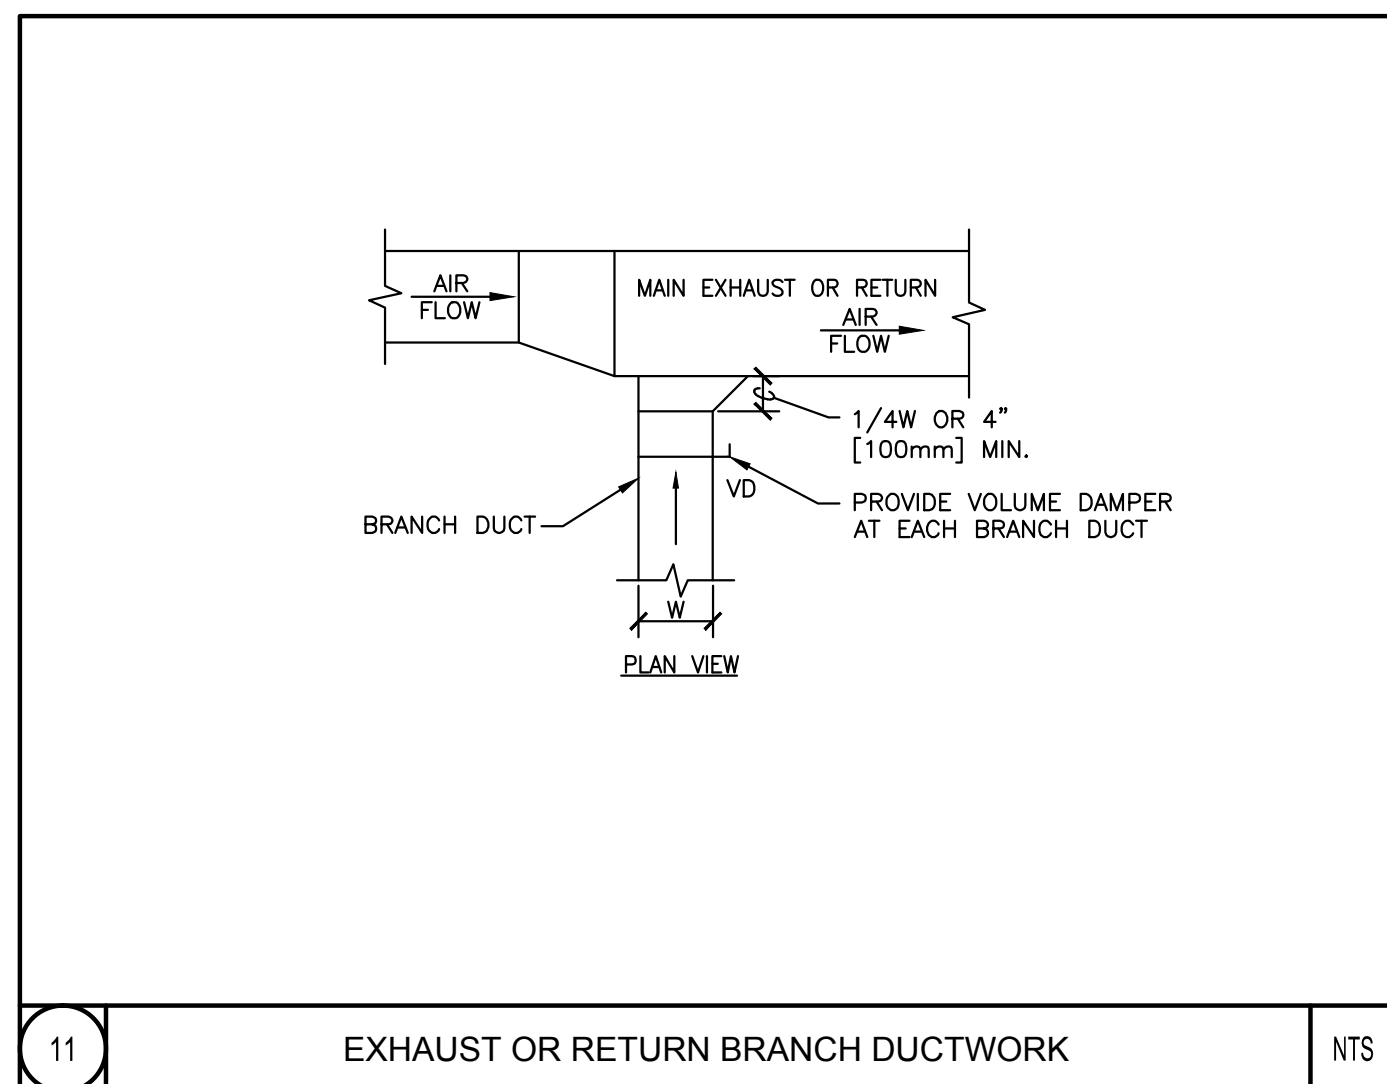 AIR
FLOW
MAIN EXHAUST OR RETURN
AIR
FLOW
1/4W OR 4"
[100mm] MIN.
VD
PROVIDE VOLUME DAMPER
AT EACH BRANCH DUCT
BRANCH DUCT
W
PLAN VIEW
11
EXHAUST OR RETURN BRANCH DUCTWORK
NTS